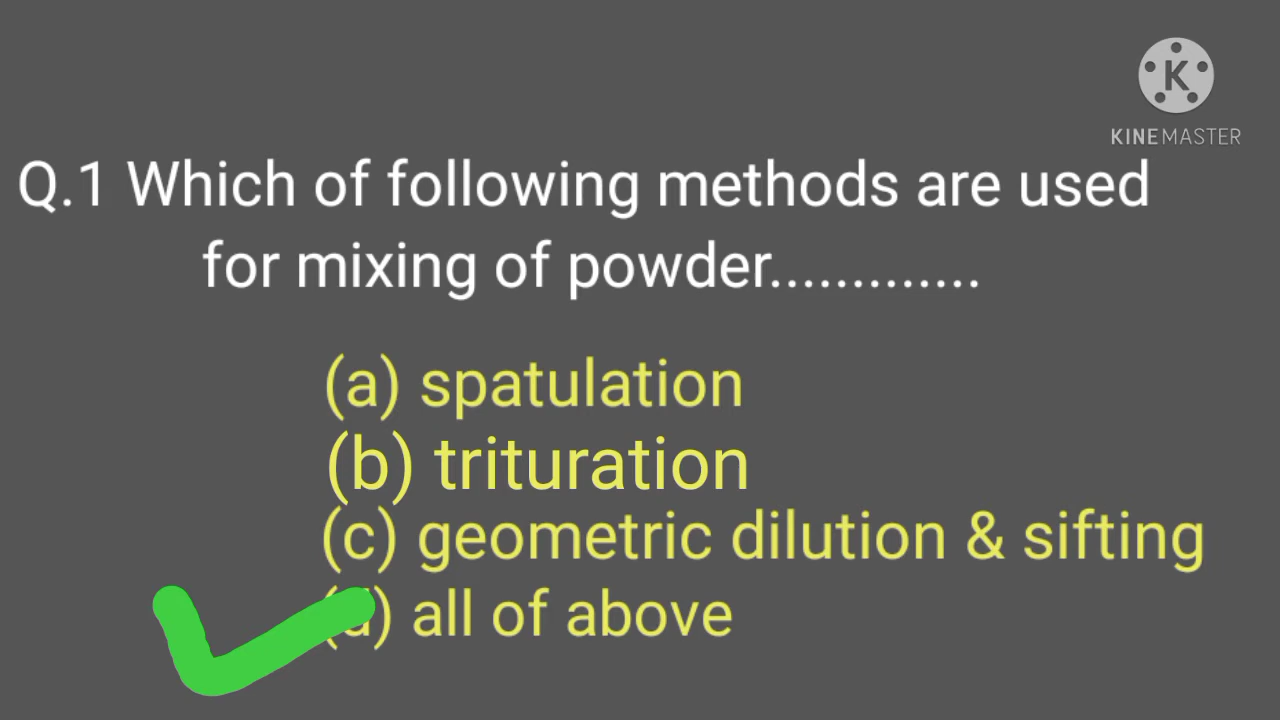 K
KINEMASTER
Q.1 Which of following methods are used
for mixing of powder.............
(a) spatulation
(b) trituration
(c) geometric dilution & sifting
(d) all of above